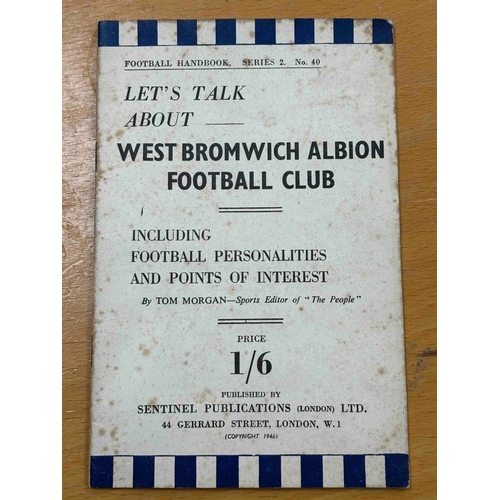 FOOTBALL HANDBOOK. SERIES 2. No. 40
LET'S TALK
ABOUT —
WEST BROMWICH ALBION
FOOTBALL CLUB
INCLUDING
FOOTBALL PERSONALITIES
AND POINTS OF INTEREST
By TOM MORGAN—Sports Editor of "The People"
PRICE
1/6
PUBLISHED BY
SENTINEL PUBLICATIONS (LONDON) LTD.
44 GERRARD STREET, LONDON, W.1
(COPYRIGHT 1946)